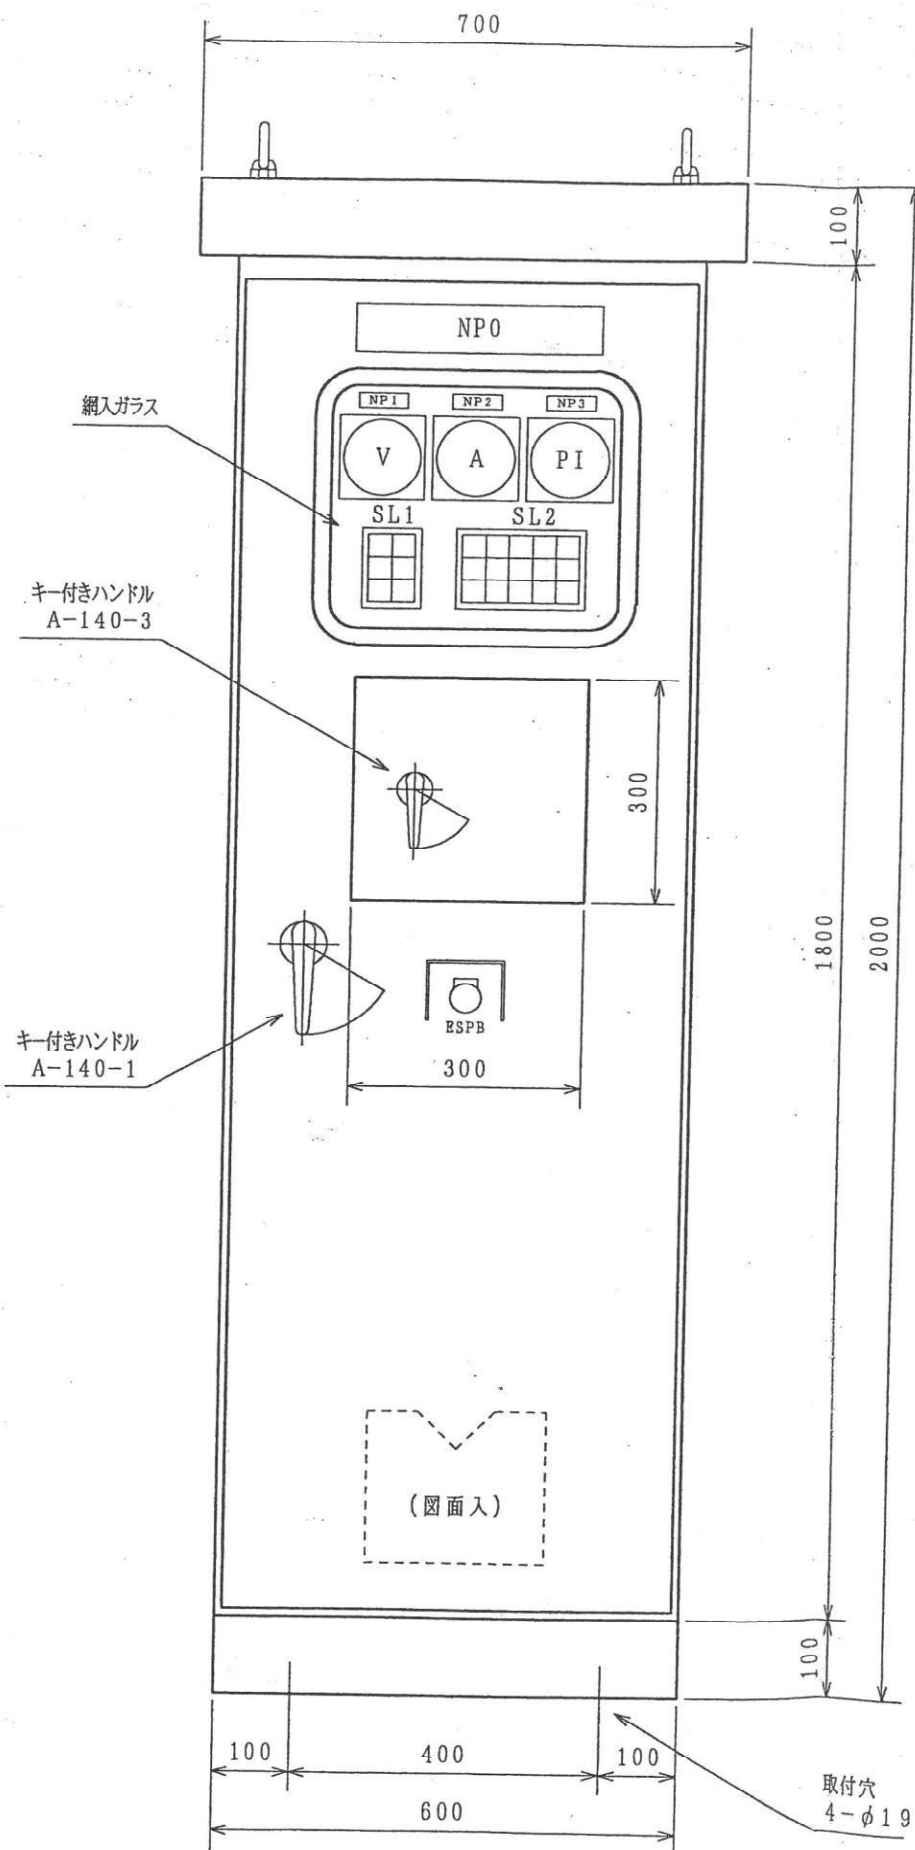 700
100
NP0
網入ガラス
NP1
NP2
NP3
V
A
PI
SL1
SL2
キー付きハンドル
A-140-3
300
1800
2000
キー付きハンドル
A-140-1
ESPB
300
(図面入)
100
100
400
100
600
取付穴
4-φ19